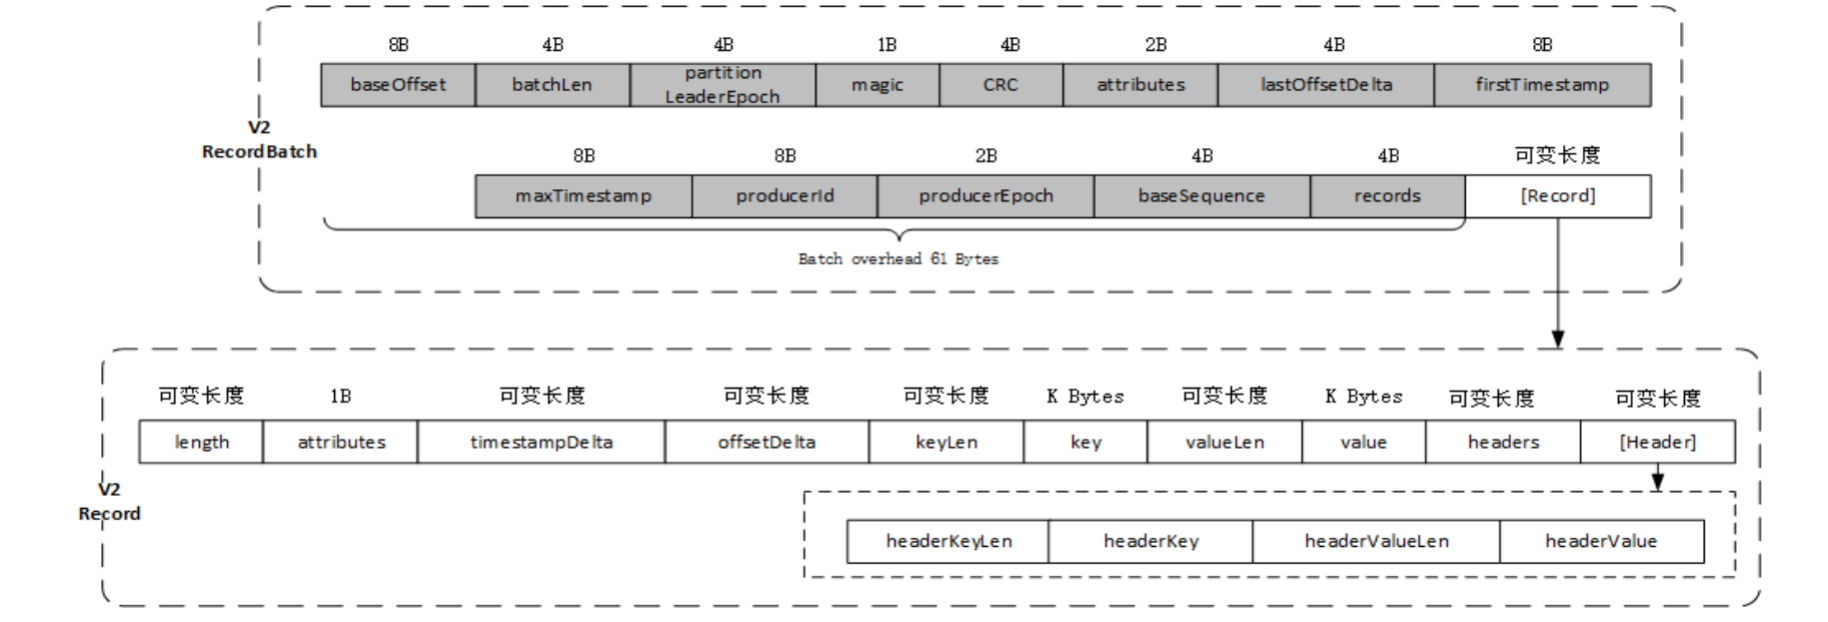 8B 4B 4B 1B 4B 2B 4B 8B
baseOffset batchLen partition LeaderEpoch magic CRC attributes lastOffsetDelta firstTimestamp
V2
RecordBatch
8B 8B 2B 4B 4B 可变长度
maxTimestamp producerId producerEpoch baseSequence records [Record]
Batch overhead 61 Bytes
可变长度 1B 可变长度 可变长度 可变长度 K Bytes 可变长度 K Bytes 可变长度 可变长度
length attributes timestampDelta offsetDelta keyLen key valueLen value headers [Header]
V2
Record
headerKeyLen headerKey headerValueLen headerValue